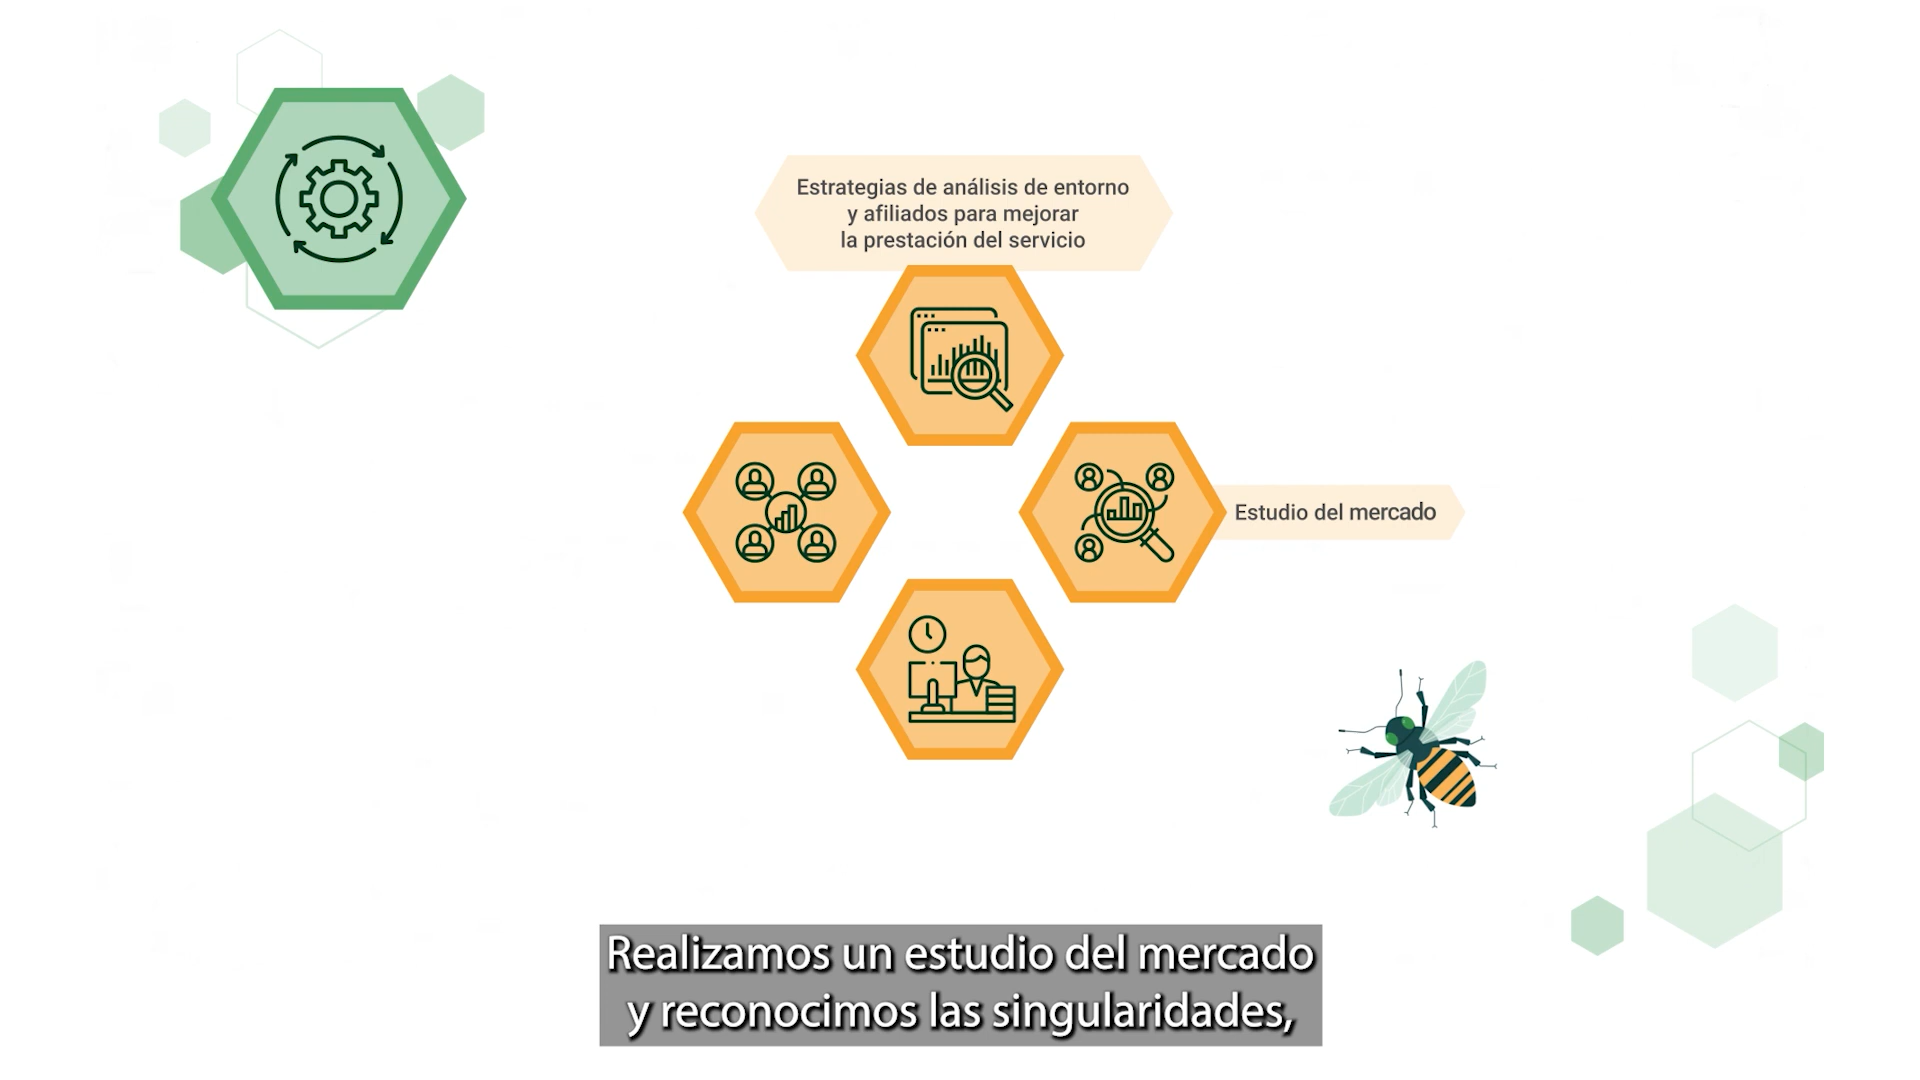 Estrategias de análisis de entorno
y afiliados para mejorar
la prestación del servicio
Estudio del mercado
Realizamos un estudio del mercado
y reconocimos las singularidades,